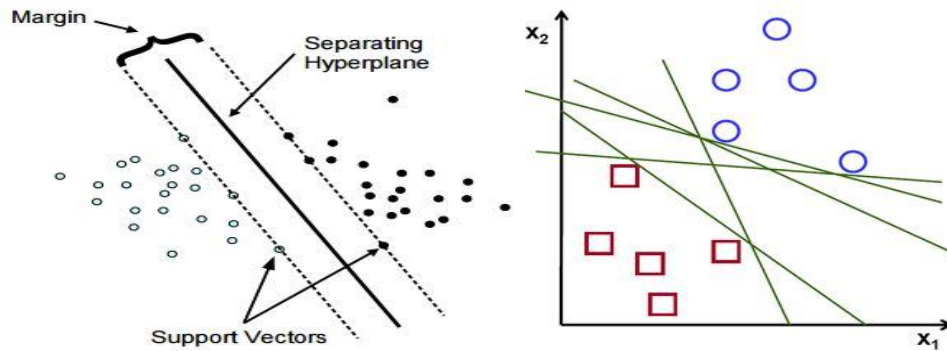 Margin
Separating
Hyperplane
Support Vectors
x₂
x₁